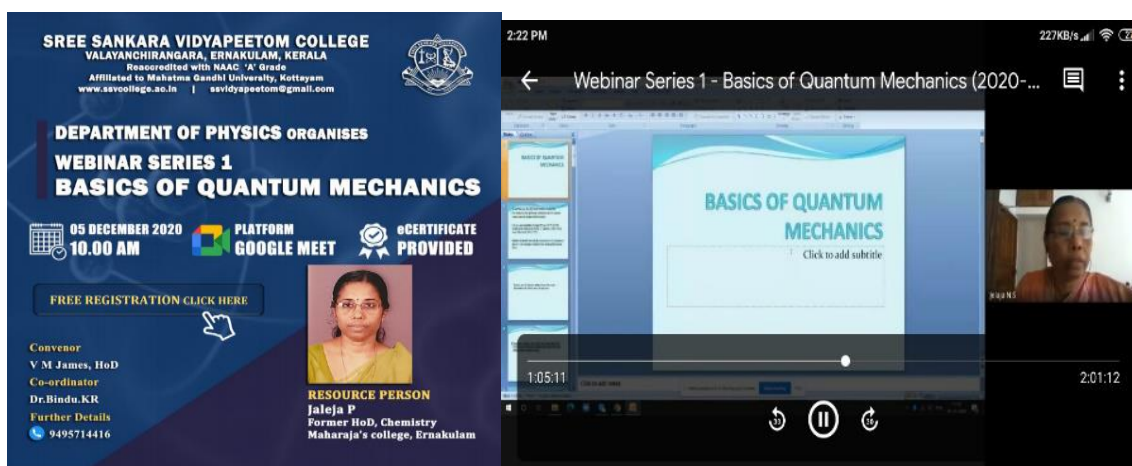 SREE SANKARA VIDYAPEETOM COLLEGE
VALAYANCHIRANGARA, ERNAKULAM, KERALA
Reaccredited with NAAC 'A' Grade
Affiliated to Mahatma Gandhi University, Kottayam
www.ssvcollege.ac.in | ssvidyapeetom@gmail.com
DEPARTMENT OF PHYSICS ORGANISES
WEBINAR SERIES 1
BASICS OF QUANTUM MECHANICS
05 DECEMBER 2020
10.00 AM
PLATFORM
GOOGLE MEET
eCERTIFICATE
PROVIDED
FREE REGISTRATION CLICK HERE
Convenor
V M James, HoD
Co-ordinator
Dr.Bindu.KR
Further Details
9495714416
RESOURCE PERSON
Jaleja P
Former HoD, Chemistry
Maharaja's college, Ernakulam
2:22 PM
227KB/s
Webinar Series 1 - Basics of Quantum Mechanics (2020-...
BASICS OF QUANTUM
MECHANICS
BASICS OF QUANTUM
MECHANICS
Click to add subtitle
1:05:11
2:01:12